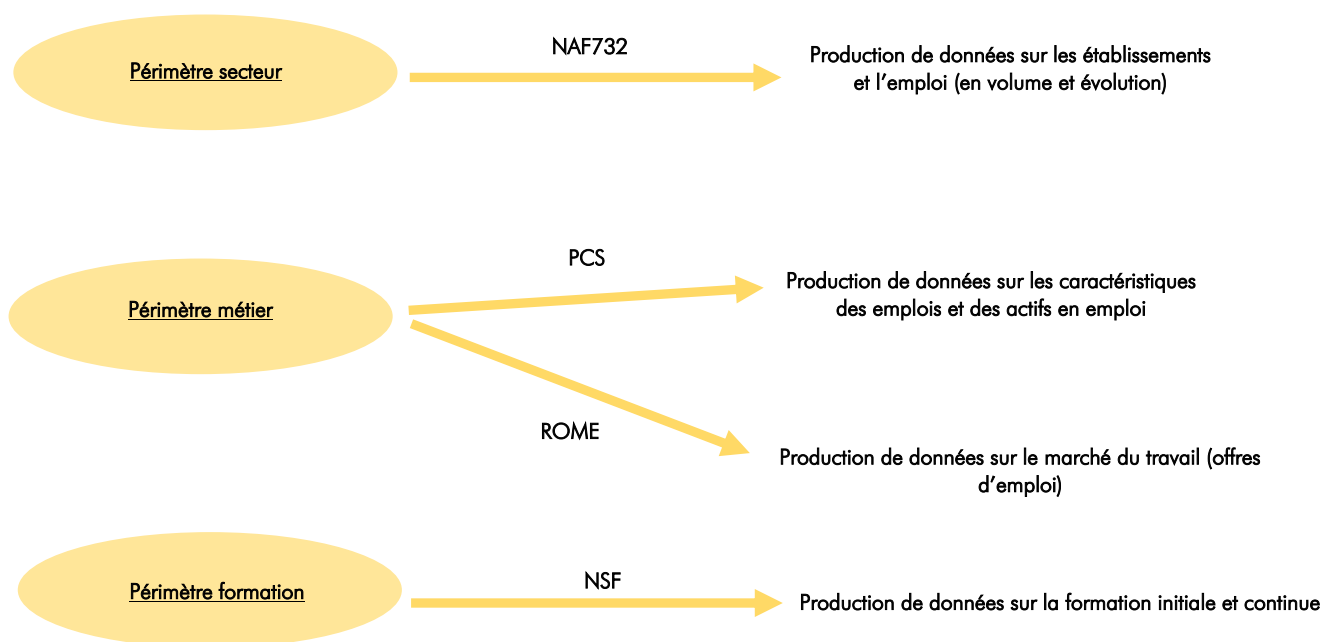 NAF732
Périmètre secteur
Production de données sur les établissements
et l'emploi (en volume et évolution)
PCS
Périmètre métier
Production de données sur les caractéristiques
des emplois et des actifs en emploi
ROME
Production de données sur le marché du travail (offres
d'emploi)
NSF
Périmètre formation
Production de données sur la formation initiale et continue